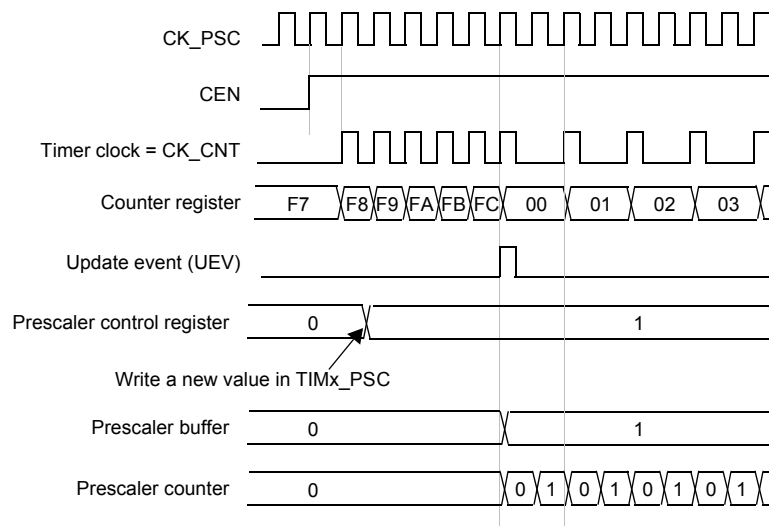 CK_PSC
CEN
Timer clock = CK_CNT
Counter register F7 F8 F9 FA FB FC 00 01 02 03
Update event (UEV)
Prescaler control register 0 1
Write a new value in TIMx_PSC
Prescaler buffer 0 1
Prescaler counter 0 0 1 0 1 0 1 0 1